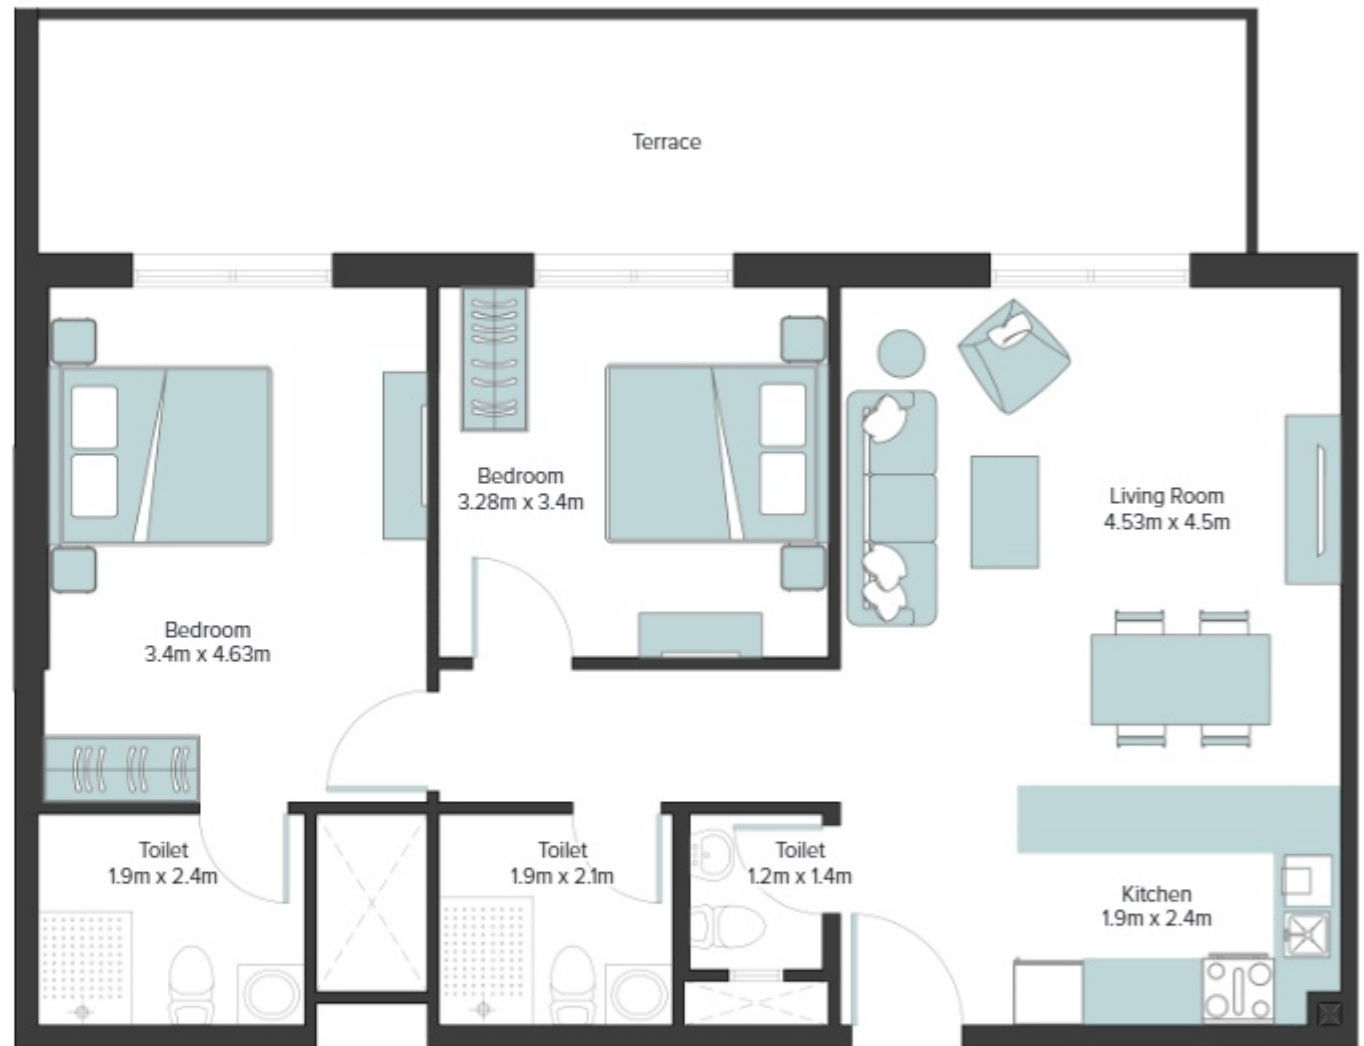 Terrace
Bedroom
3.28m x 3.4m
Living Room
4.53m x 4.5m
Bedroom
3.4m x 4.63m
Toilet
1.9m x 2.4m
Toilet
1.9m x 2.1m
Toilet
1.2m x 1.4m
Kitchen
1.9m x 2.4m